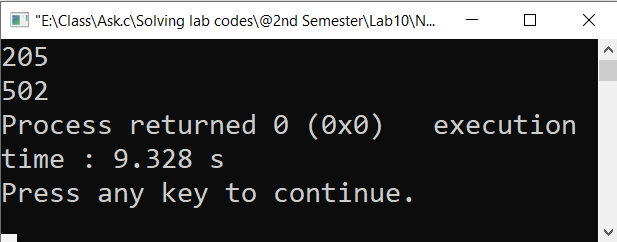 "E:\Class\Ask.c\Solving lab codes\@2nd Semester\Lab10\N...
205
502
Process returned 0 (0x0)   execution
time : 9.328 s
Press any key to continue.